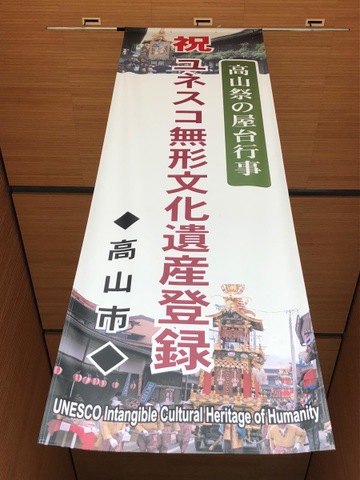 高山祭の屋台行事
祝ユネスコ無形文化遺産登録
◆高山市◇
UNESCO Intangible Cultural Heritage of Humanity